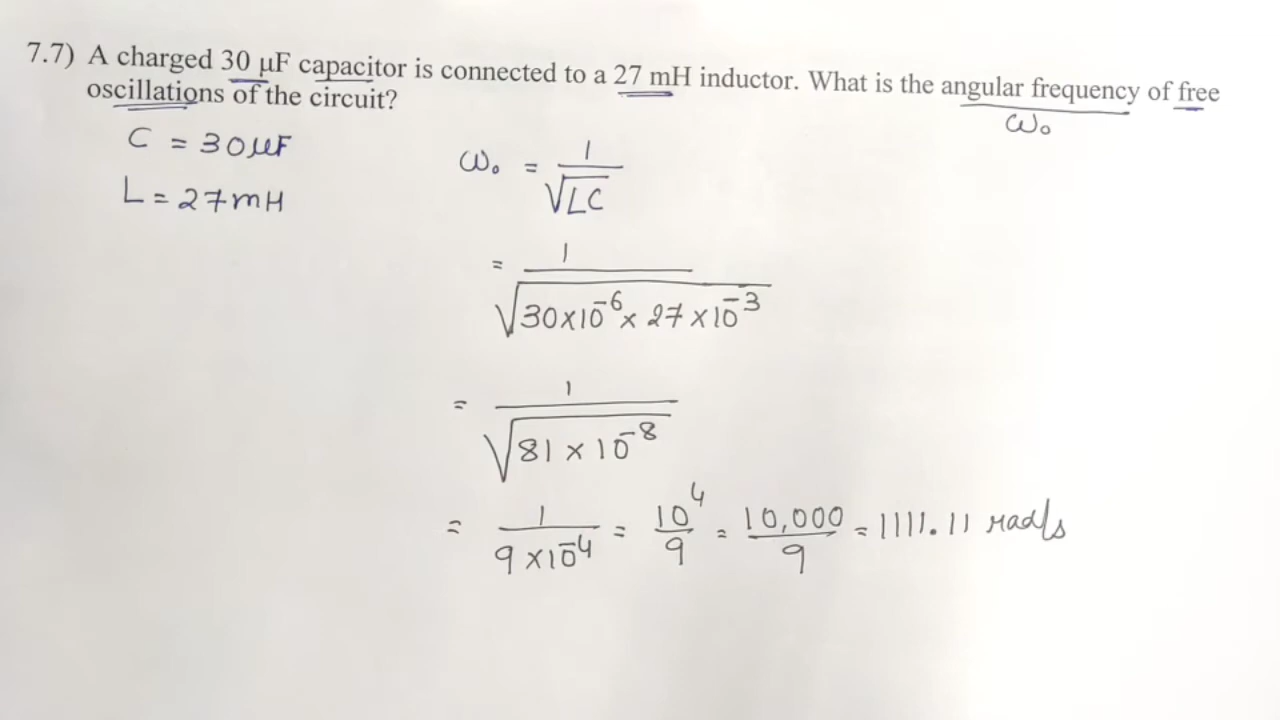 7.7) A charged 30 μF capacitor is connected to a 27 mH inductor. What is the angular frequency of free
oscillations of the circuit?
ω₀
C = 30μF
L = 27mH
ω₀ = 1/√LC
= 1/√30×10⁻⁶ × 27×10⁻³
= 1/√81×10⁻⁸
= 1/9×10⁻⁴ = 10⁴/9 = 10,000/9 = 1111.11 rad/s